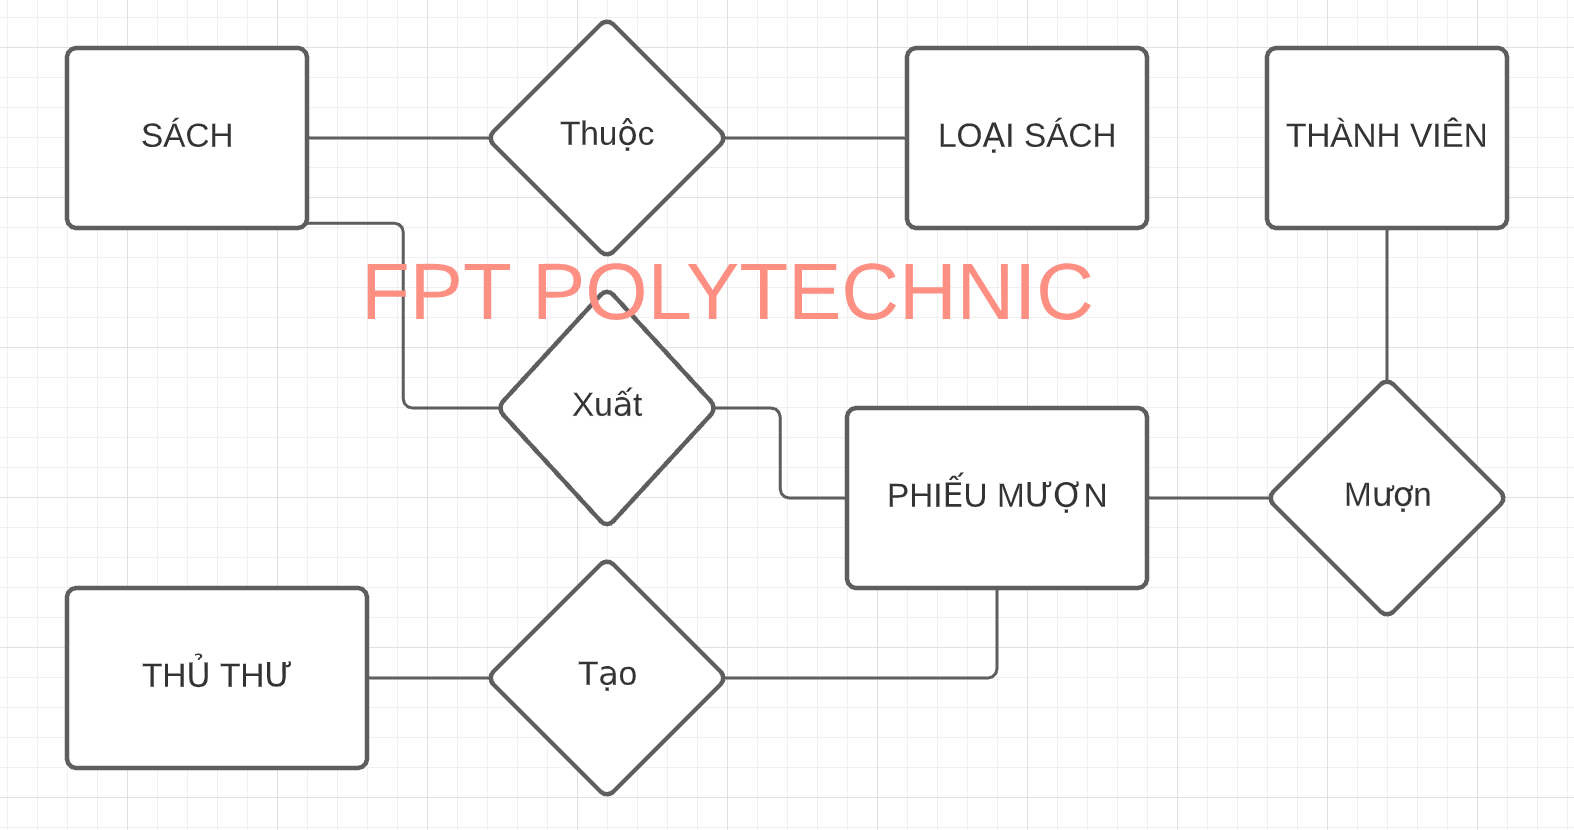 SÁCH
Thuộc
LOẠI SÁCH
THÀNH VIÊN
FPT POLYTECHNIC
Xuất
PHIẾU MƯỢN
Mượn
THỦ THƯ
Tạo